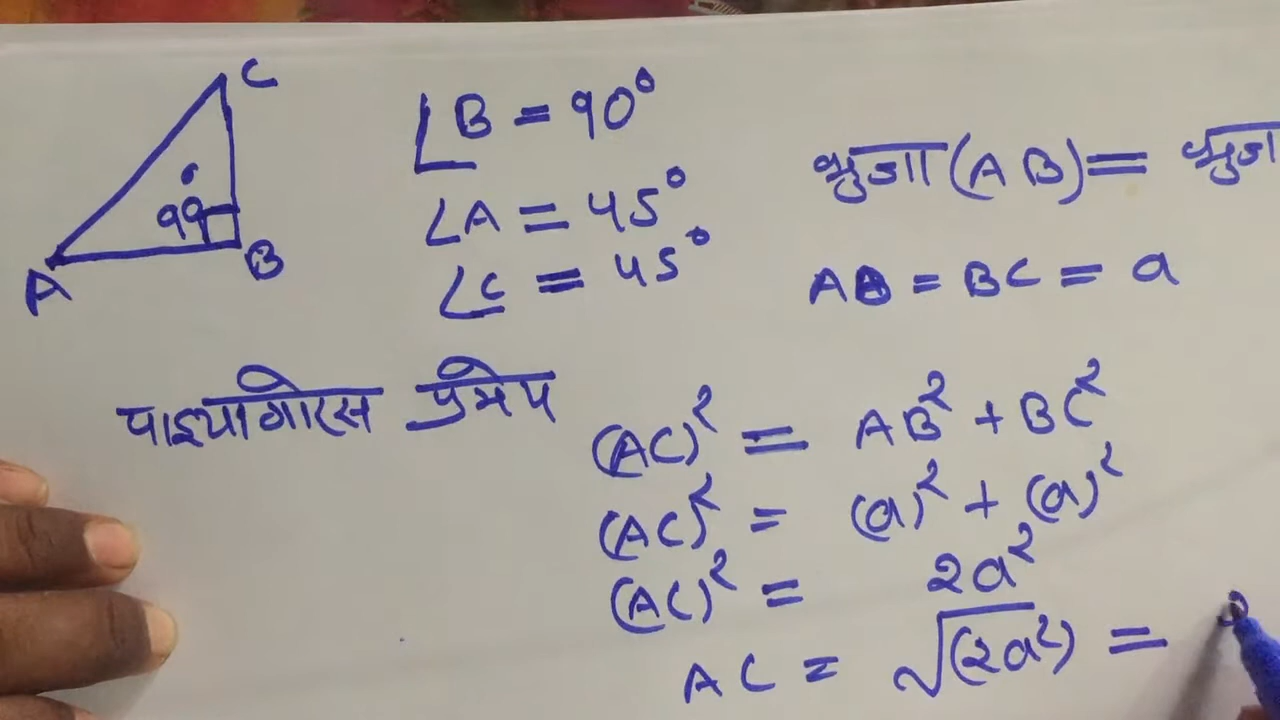 C
90°
A
B
∠B = 90°
∠A = 45°
∠C = 45°
भुजा (AB) = भुजा
AB = BC = a
पाइथागोरस प्रमेय
(AC)² = AB² + BC²
(AC)² = (a)² + (a)²
(AC)² = 2a²
AC = √(2a²) =